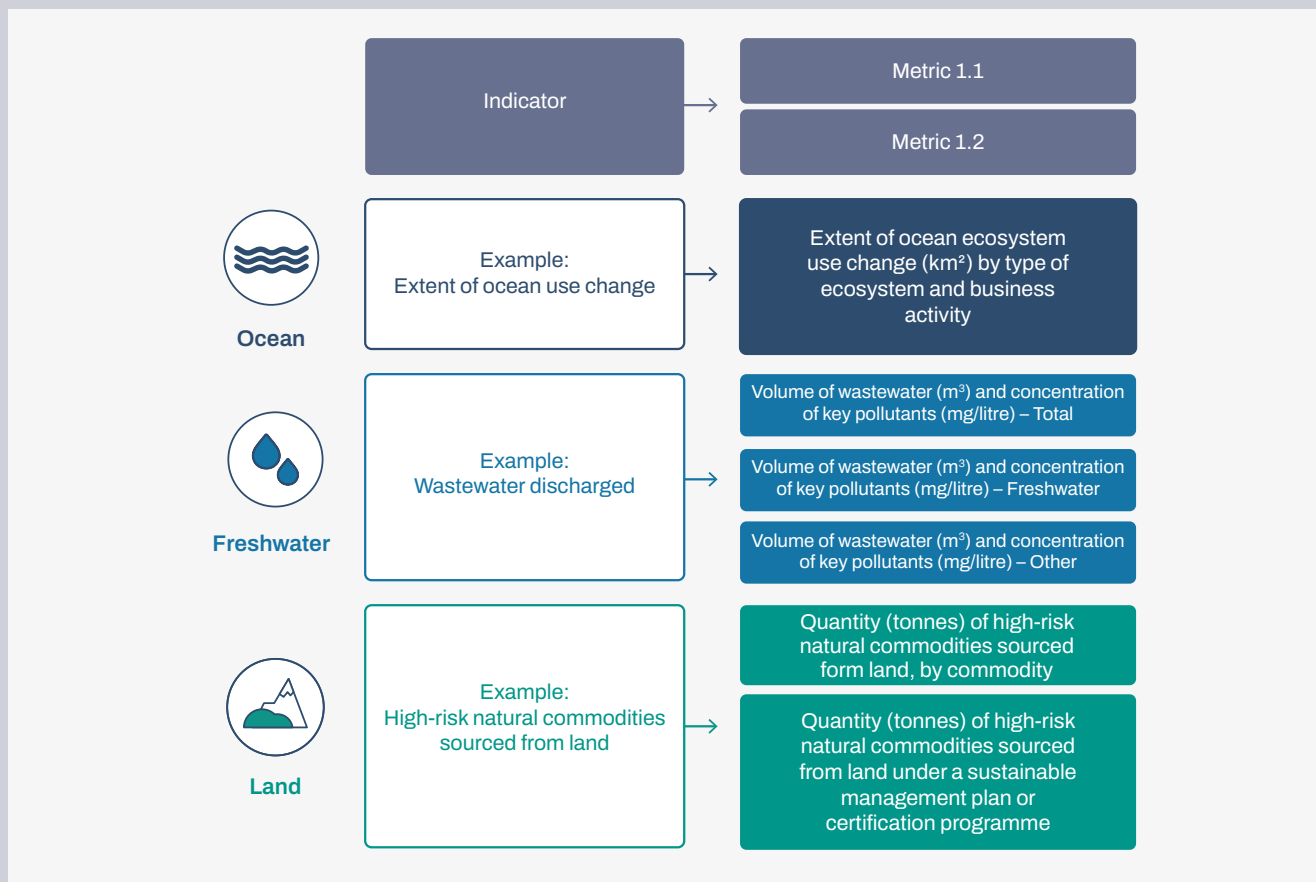 Indicator
Metric 1.1
Metric 1.2
Ocean
Example:
Extent of ocean use change
Extent of ocean ecosystem
use change (km²) by type of
ecosystem and business
activity
Freshwater
Example:
Wastewater discharged
Volume of wastewater (m³) and concentration
of key pollutants (mg/litre) – Total
Volume of wastewater (m³) and concentration
of key pollutants (mg/litre) – Freshwater
Volume of wastewater (m³) and concentration
of key pollutants (mg/litre) – Other
Land
Example:
High-risk natural commodities
sourced from land
Quantity (tonnes) of high-risk
natural commodities sourced
form land, by commodity
Quantity (tonnes) of high-risk
natural commodities sourced
from land under a sustainable
management plan or
certification programme